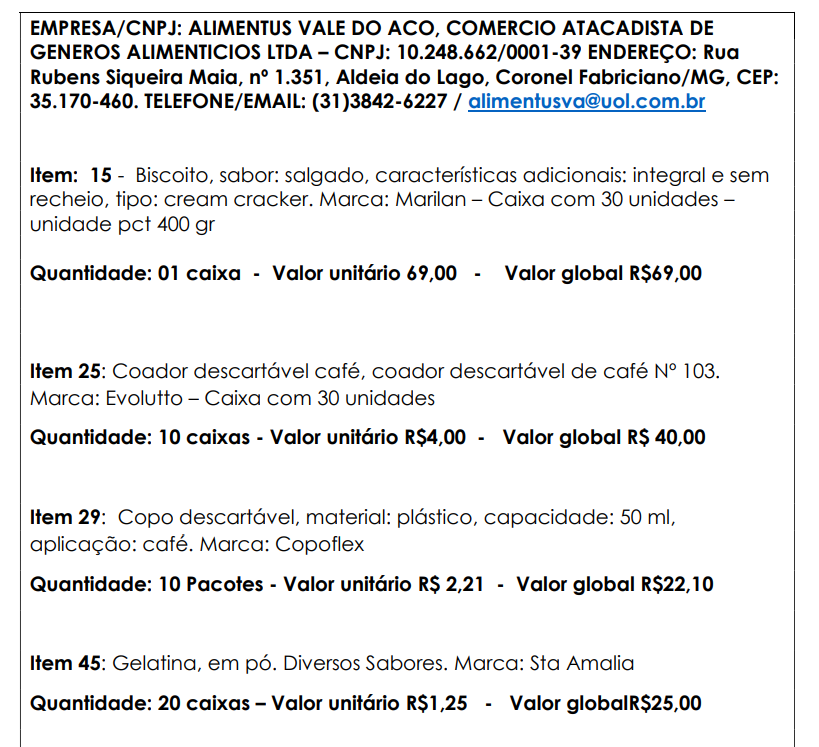 EMPRESA/CNPJ: ALIMENTUS VALE DO ACO, COMERCIO ATACADISTA DE
GENEROS ALIMENTICIOS LTDA – CNPJ: 10.248.662/0001-39 ENDEREÇO: Rua
Rubens Siqueira Maia, nº 1.351, Aldeia do Lago, Coronel Fabriciano/MG, CEP:
35.170-460. TELEFONE/EMAIL: (31)3842-6227 / alimentusva@uol.com.br
Item: 15 - Biscoito, sabor: salgado, características adicionais: integral e sem
recheio, tipo: cream cracker. Marca: Marilan – Caixa com 30 unidades –
unidade pct 400 gr
Quantidade: 01 caixa - Valor unitário 69,00 - Valor global R$69,00
Item 25: Coador descartável café, coador descartável de café Nº 103.
Marca: Evolutto – Caixa com 30 unidades
Quantidade: 10 caixas - Valor unitário R$4,00 - Valor global R$ 40,00
Item 29: Copo descartável, material: plástico, capacidade: 50 ml,
aplicação: café. Marca: Copoflex
Quantidade: 10 Pacotes - Valor unitário R$ 2,21 - Valor global R$22,10
Item 45: Gelatina, em pó. Diversos Sabores. Marca: Sta Amalia
Quantidade: 20 caixas – Valor unitário R$1,25 - Valor globalR$25,00